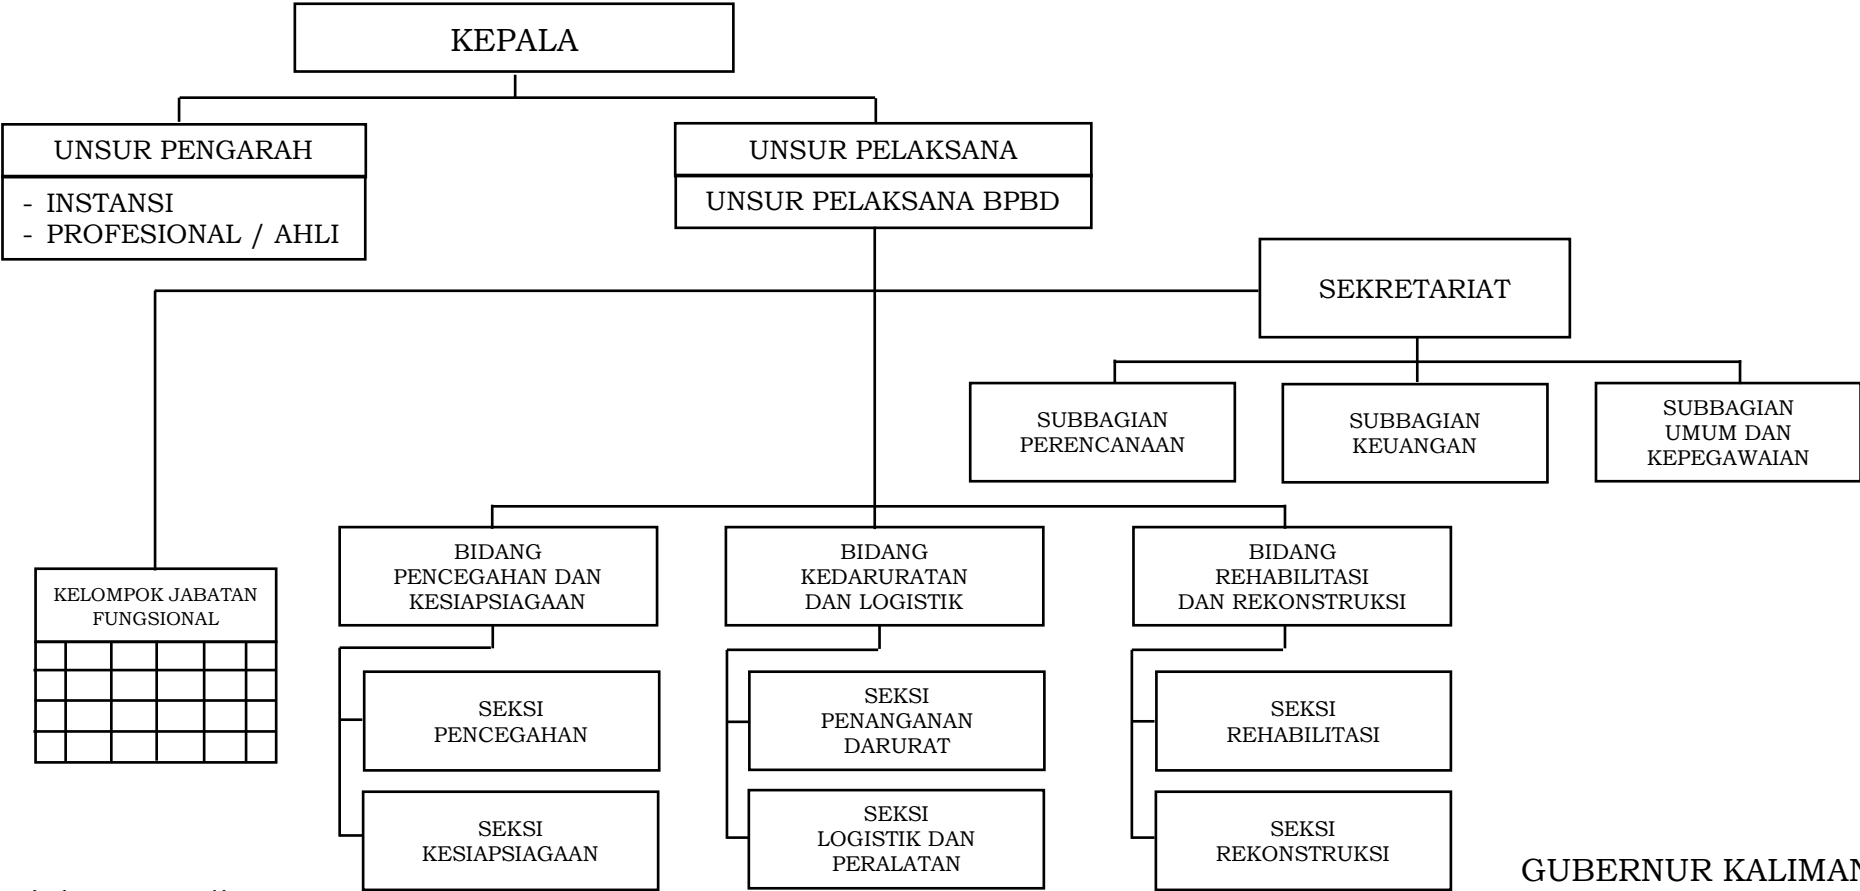 KEPALA
UNSUR PENGARAH
- INSTANSI
- PROFESIONAL / AHLI
UNSUR PELAKSANA
UNSUR PELAKSANA BPBD
SEKRETARIAT
SUBBAGIAN
PERENCANAAN
SUBBAGIAN
KEUANGAN
SUBBAGIAN
UMUM DAN
KEPEGAWAIAN
KELOMPOK JABATAN
FUNGSIONAL
BIDANG
PENCEGAHAN DAN
KESIAPSIAGAAN
BIDANG
KEDARURATAN
DAN LOGISTIK
BIDANG
REHABILITASI
DAN REKONSTRUKSI
SEKSI
PENCEGAHAN
SEKSI
KESIAPSIAGAAN
SEKSI
PENANGANAN
DARURAT
SEKSI
LOGISTIK DAN
PERALATAN
SEKSI
REHABILITASI
SEKSI
REKONSTRUKSI
GUBERNUR